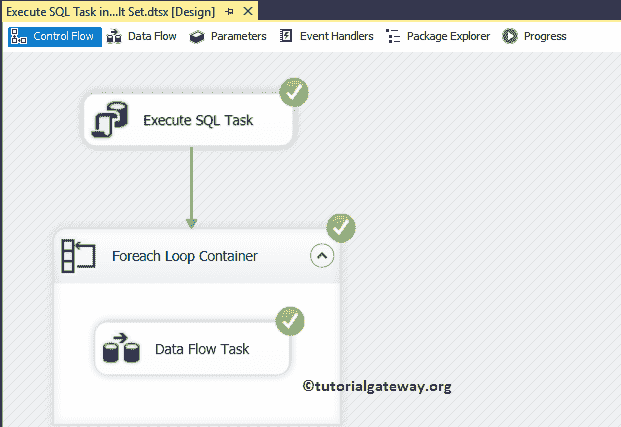 Execute SQL Task in...lt Set.dtsx [Design]
Control Flow Data Flow Parameters Event Handlers Package Explorer Progress
Execute SQL Task
Foreach Loop Container
Data Flow Task
©tutorialgateway.org